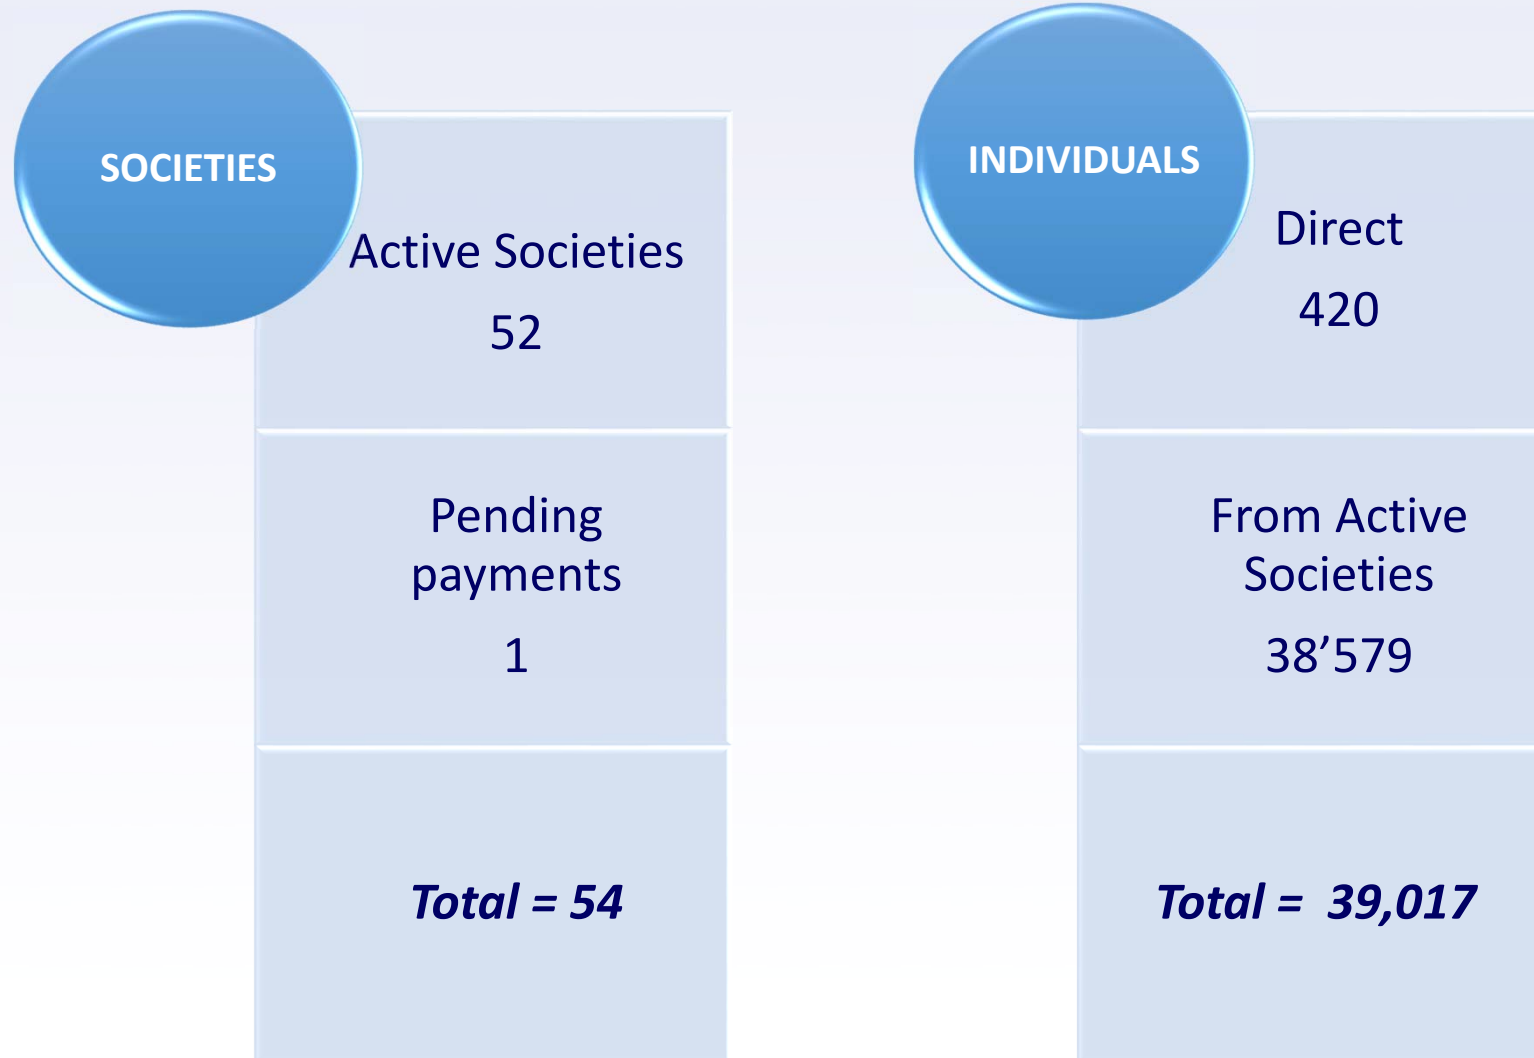 SOCIETIES
Active Societies
52
Pending
payments
1
Total = 54
INDIVIDUALS
Direct
420
From Active
Societies
38’579
Total =  39,017